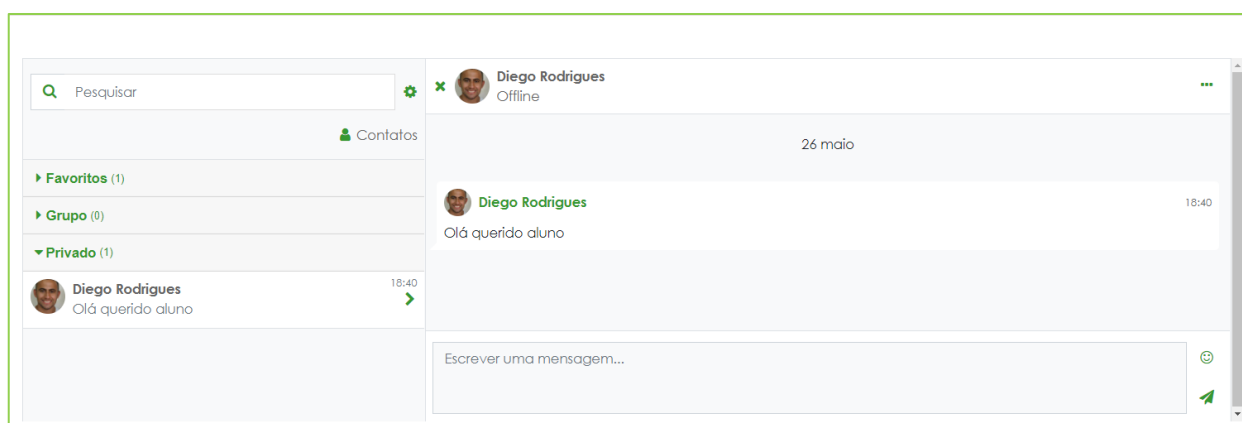 Pesquisar
Contatos
Favoritos (1)
Grupo (0)
Privado (1)
Diego Rodrigues
18:40
Olá querido aluno
Diego Rodrigues
Offline
26 maio
Diego Rodrigues
18:40
Olá querido aluno
Escrever uma mensagem...